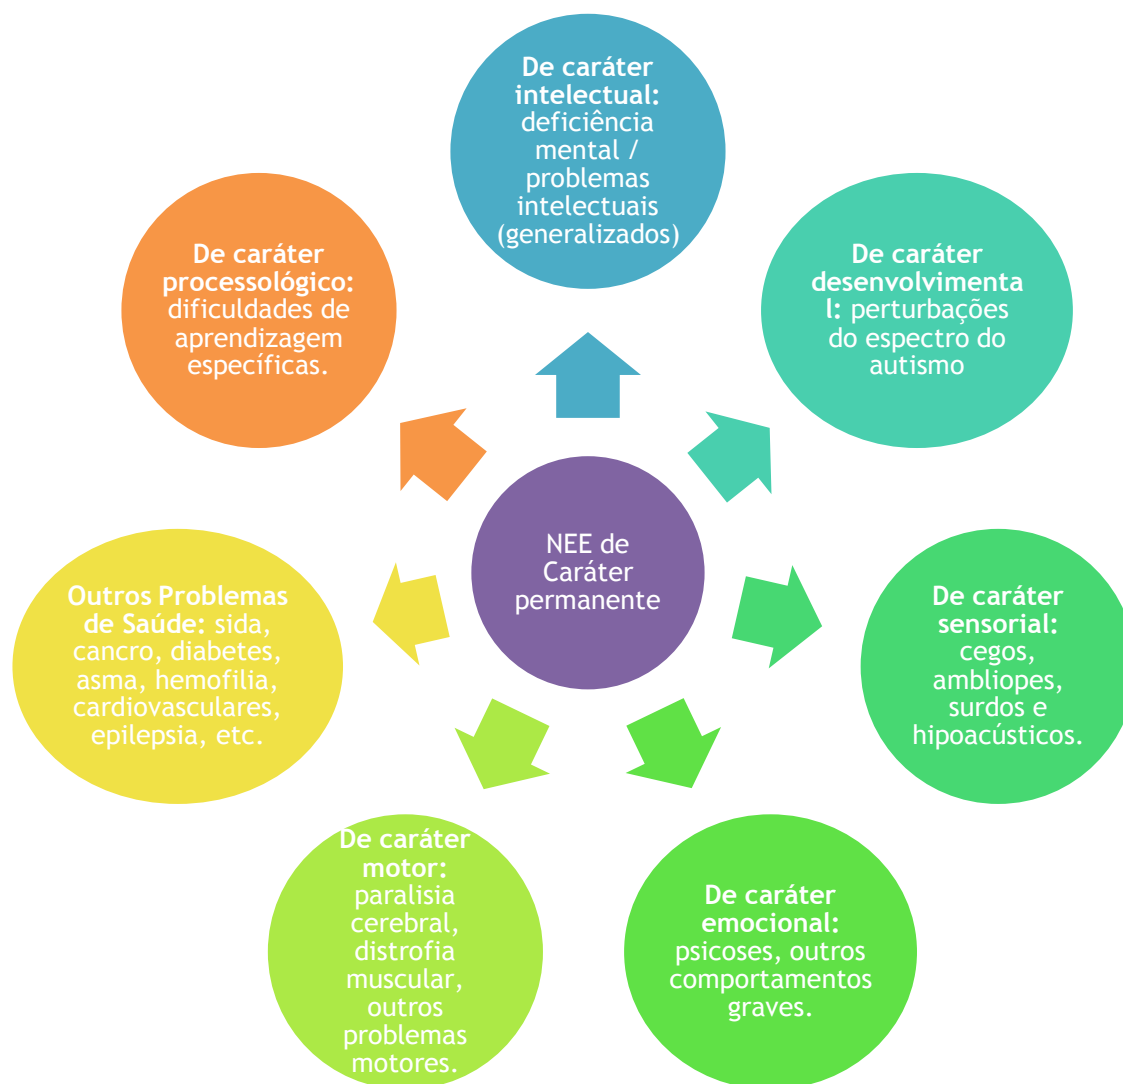 De caráter
intelectual:
deficiência
mental /
problemas
intelectuais
(generalizados)
De caráter
desenvolvimenta
l: perturbações
do espectro do
autismo
De caráter
sensorial:
cegos,
ambliopes,
surdos e
hipoacústicos.
De caráter
emocional:
psicoses, outros
comportamentos
graves.
De caráter
motor:
paralisia
cerebral,
distrofia
muscular,
outros
problemas
motores.
Outros Problemas
de Saúde: sida,
cancro, diabetes,
asma, hemofilia,
cardiovasculares,
epilepsia, etc.
De caráter
processológico:
dificuldades de
aprendizagem
específicas.
NEE de
Caráter
permanente